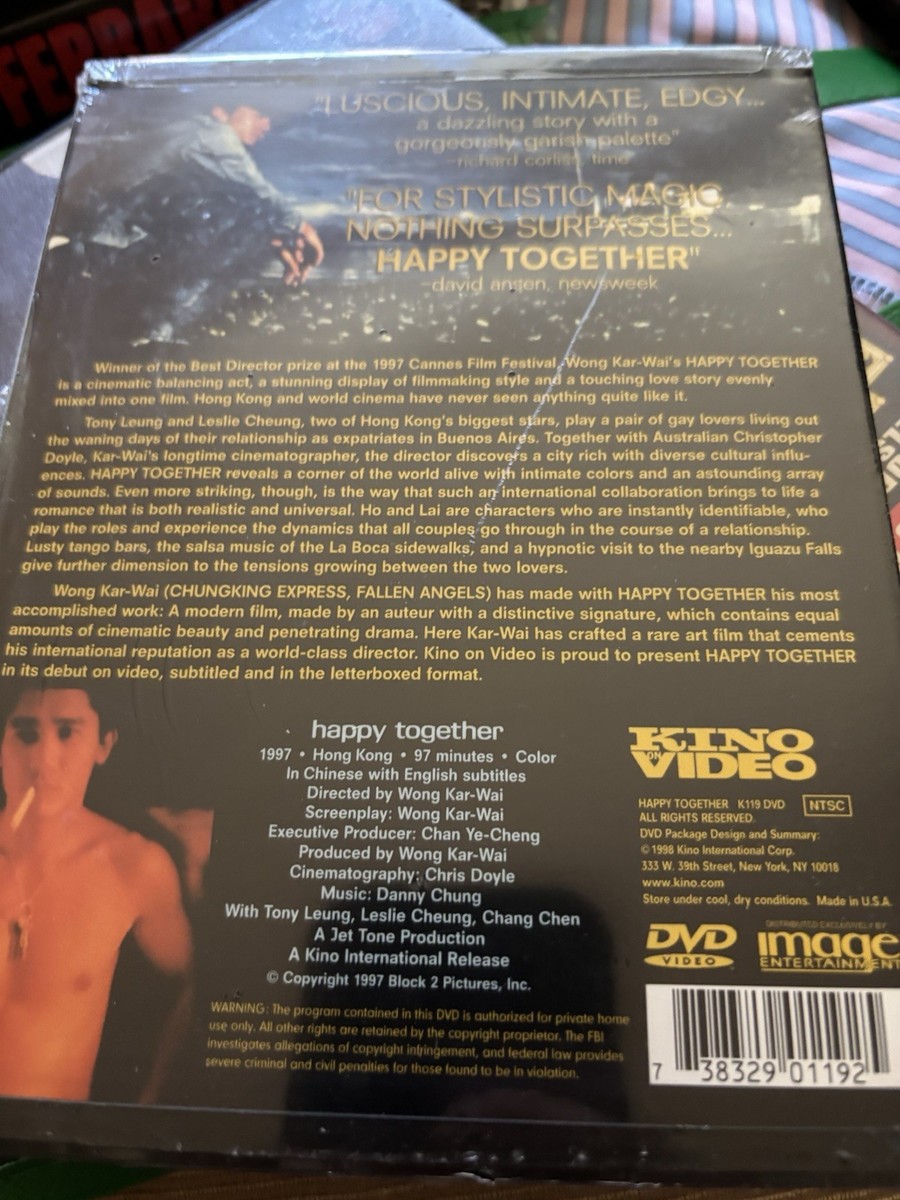 FERRA
"LUSCIOUS, INTIMATE, EDGY...
a dazzling story with a
gorgeously garish palette"
richard corliss, time
"FOR STYLISTIC MAGIC,
NOTHING SURPASSES...
HAPPY TOGETHER"
david ansen, newsweek
Winner of the Best Director prize at the 1997 Cannes Film Festival, Wong Kar-Wai's HAPPY TOGETHER
is a cinematic balancing act, a stunning display of filmmaking style and a touching love story evenly
mixed into one film. Hong Kong and world cinema have never seen anything quite like it.
Tony Leung and Leslie Cheung, two of Hong Kong's biggest stars, play a pair of gay lovers living out
the waning days of their relationship as expatriates in Buenos Aires. Together with Australian Christopher
Doyle, Kar-Wai's longtime cinematographer, the director discovers a city rich with diverse cultural influ-
ences. HAPPY TOGETHER reveals a corner of the world alive with intimate colors and an astounding array
of sounds. Even more striking, though, is the way that such an international collaboration brings to life a
romance that is both realistic and universal. Ho and Lai are characters who are instantly identifiable, who
play the roles and experience the dynamics that all couples go through in the course of a relationship.
Lusty tango bars, the salsa music of the La Boca sidewalks, and a hypnotic visit to the nearby Iguazu Falls
give further dimension to the tensions growing between the two lovers.
Wong Kar-Wai (CHUNGKING EXPRESS, FALLEN ANGELS) has made with HAPPY TOGETHER his most
accomplished work: A modern film, made by an auteur with a distinctive signature, which contains equal
amounts of cinematic beauty and penetrating drama. Here Kar-Wai has crafted a rare art film that cements
his international reputation as a world-class director. Kino on Video is proud to present HAPPY TOGETHER
in its debut on video, subtitled and in the letterboxed format.
happy together
1997 • Hong Kong • 97 minutes • Color
In Chinese with English subtitles
Directed by Wong Kar-Wai
Screenplay: Wong Kar-Wai
Executive Producer: Chan Ye-Cheng
Produced by Wong Kar-Wai
Cinematography: Chris Doyle
Music: Danny Chung
With Tony Leung, Leslie Cheung, Chang Chen
A Jet Tone Production
A Kino International Release
© Copyright 1997 Block 2 Pictures, Inc.
WARNING: The program contained in this DVD is authorized for private home
use only. All other rights are retained by the copyright proprietor. The FBI
investigates allegations of copyright infringement, and federal law provides
severe criminal and civil penalties for those found to be in violation.
KINO
ON
VIDEO
HAPPY TOGETHER K119 DVD NTSC
ALL RIGHTS RESERVED.
DVD Package Design and Summary:
© 1998 Kino International Corp.
333 W. 39th Street, New York, NY 10018
www.kino.com
Store under cool, dry conditions. Made in U.S.A.
DVD
VIDEO
DISTRIBUTED EXCLUSIVELY BY
image
ENTERTAINMENT
7 38329 01192